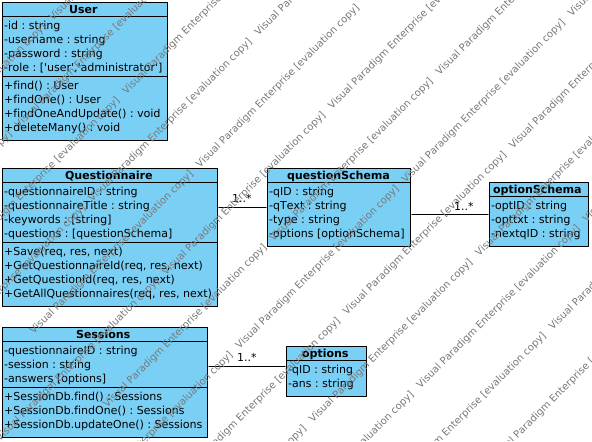 User
-id : string
-username : string
-password : string
-role : ['user','administrator']
+find() : User
+findOne() : User
+findOneAndUpdate() : void
+deleteMany() : void
Questionnaire
-questionnaireID : string
-questionnaireTitle : string
-keywords : [string]
-questions : [questionSchema]
+Save(req, res, next)
+GetQuestionnaireId(req, res, next)
+GetQuestionId(req, res, next)
+GetAllQuestionnaires(req, res, next)
1..*
questionSchema
-qID : string
-qText : string
-type : string
-options [optionSchema]
1..*
optionSchema
-optID : string
-opttxt : string
-nextqID : string
Sessions
-questionnaireID : string
-session : string
-answers [options]
+SessionDb.find() : Sessions
+SessionDb.findOne() : Sessions
+SessionDb.updateOne() : Sessions
1..*
options
-qID : string
-ans : string
Visual Paradigm Enterprise [evaluation copy]